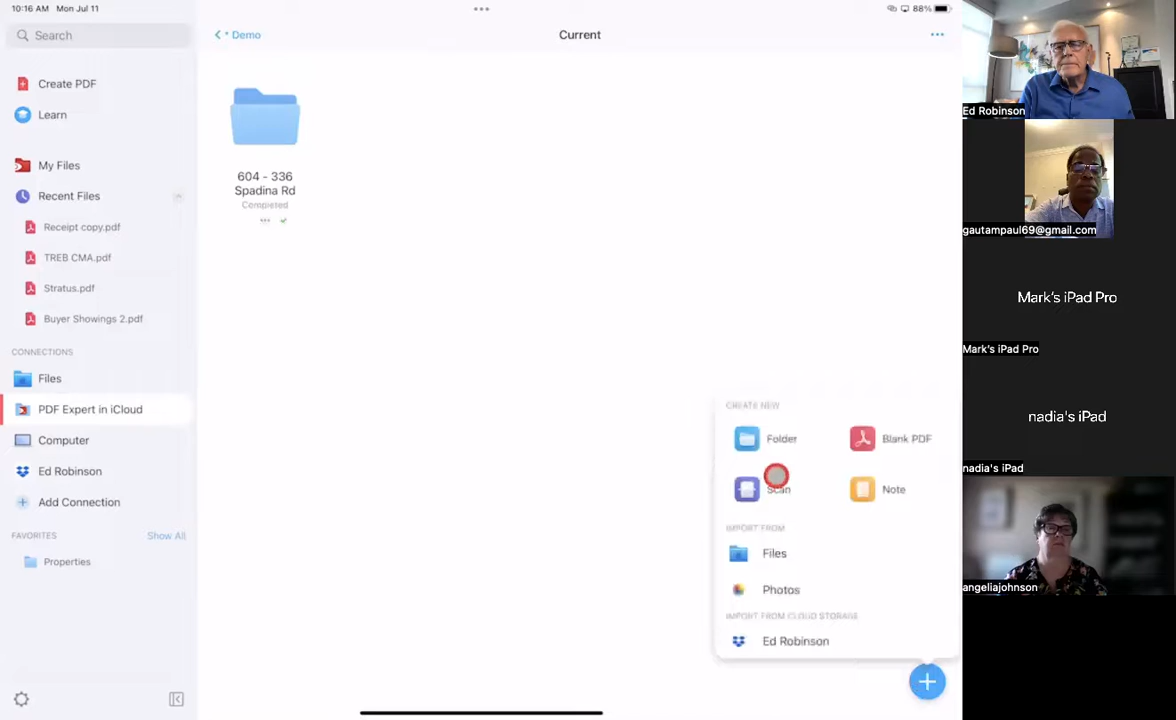 10:16 AM Mon Jul 11
88%
Search
* Demo
Current
Create PDF
Learn
My Files
Recent Files
Receipt copy.pdf
TREB CMA.pdf
Stratus.pdf
Buyer Showings 2.pdf
CONNECTIONS
Files
PDF Expert in iCloud
Computer
Ed Robinson
Add Connection
FAVORITES Show All
Properties
604 - 336
Spadina Rd
Completed
CREATE NEW
Folder Blank PDF
Scan Note
IMPORT FROM
Files
Photos
IMPORT FROM CLOUD STORAGE
Ed Robinson
Ed Robinson
gautampaul69@gmail.com
Mark's iPad Pro
Mark's iPad Pro
nadia's iPad
nadia's iPad
angeliajohnson